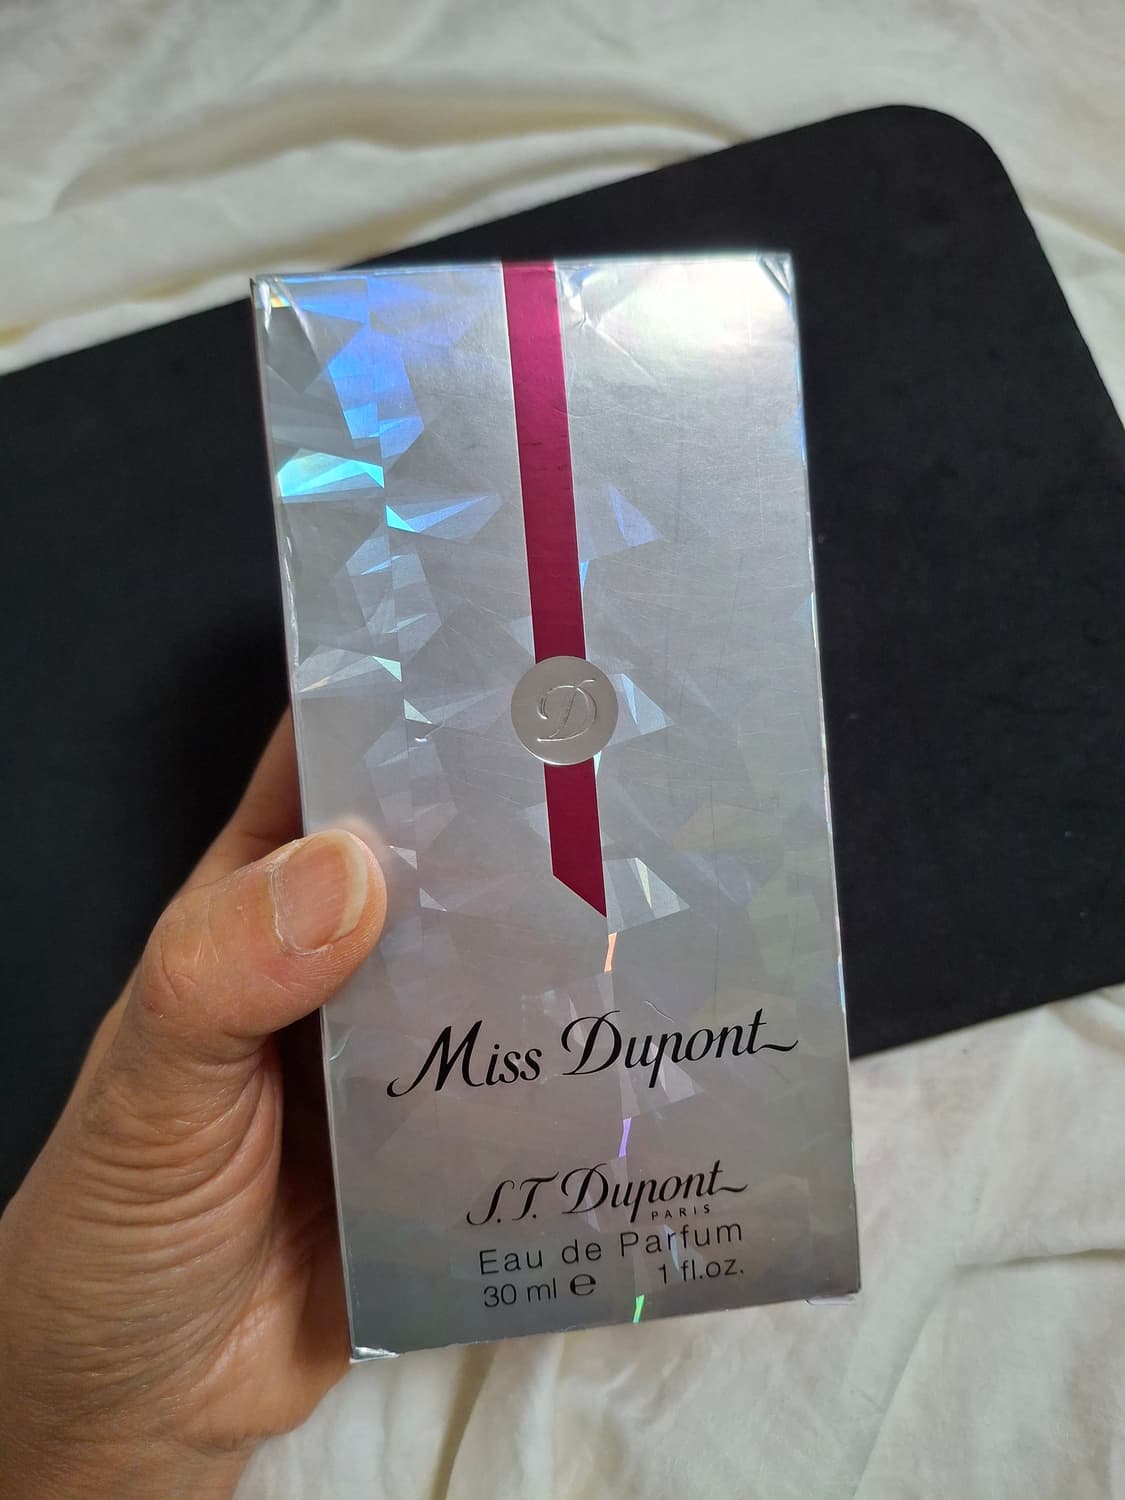 D
Miss Dupont
S.T. Dupont
PARIS
Eau de Parfum
30 ml ℮ 1 fl.oz.